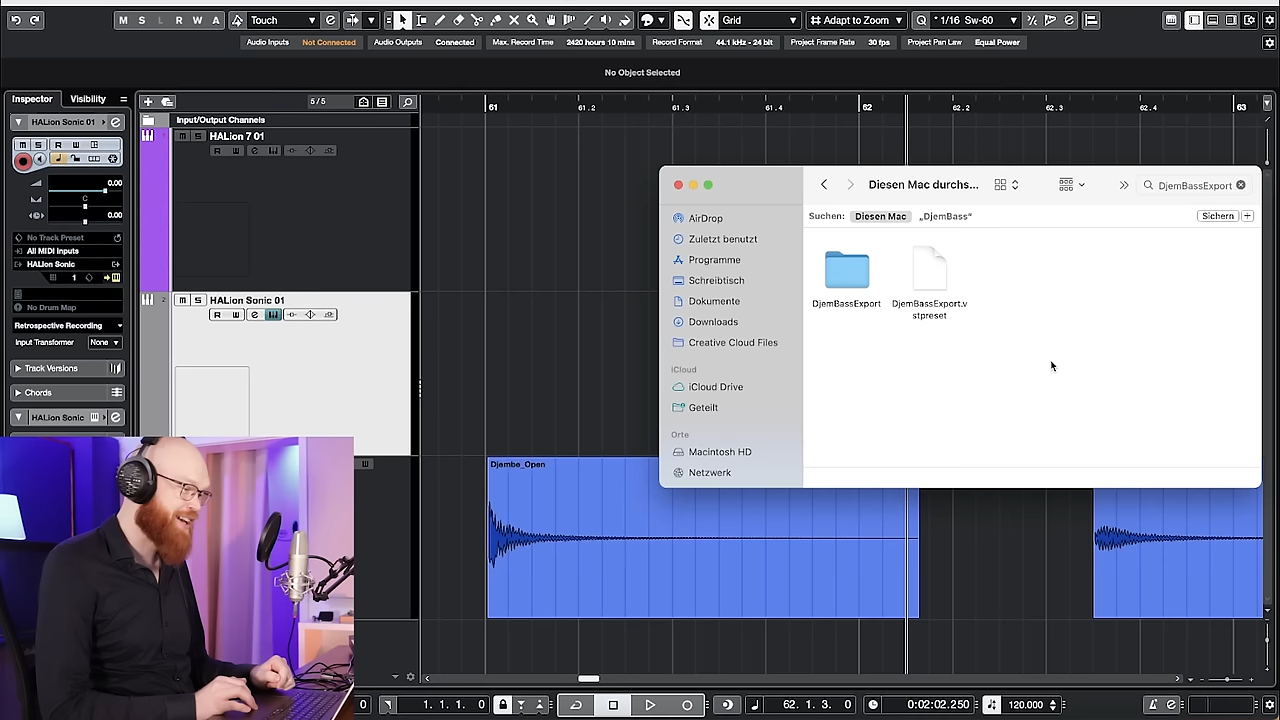 M S L R W A Touch Grid Adapt to Zoom 1/16 Sw-60
Audio Inputs Not Connected Audio Outputs Connected Max. Record Time 2420 hours 10 mins Record Format 44.1 kHz - 24 bit Project Frame Rate 30 fps Project Pan Law Equal Power
No Object Selected
Inspector Visibility
5/5
61 61.2 61.3 61.4 62 62.2 62.3 62.4 63
HALion Sonic 01
M S R W
0.00
C
0.00
No Track Preset
All MIDI Inputs
HALion Sonic
1
No Drum Map
Retrospective Recording
Input Transformer None
Track Versions
Chords
HALion Sonic
Input/Output Channels
1 M S HALion 7 01
R W
2 M S HALion Sonic 01
R W
Djembe_Open
Diesen Mac durchs... DjemBassExport
Suchen: Diesen Mac „DjemBass“ Sichern +
AirDrop
Zuletzt benutzt
Programme
Schreibtisch
Dokumente
Downloads
Creative Cloud Files
iCloud
iCloud Drive
Geteilt
Orte
Macintosh HD
Netzwerk
DjemBassExport
DjemBassExport.v
stpreset
0 1. 1. 1. 0 62. 1. 3. 0 0:02:02.250 120.000